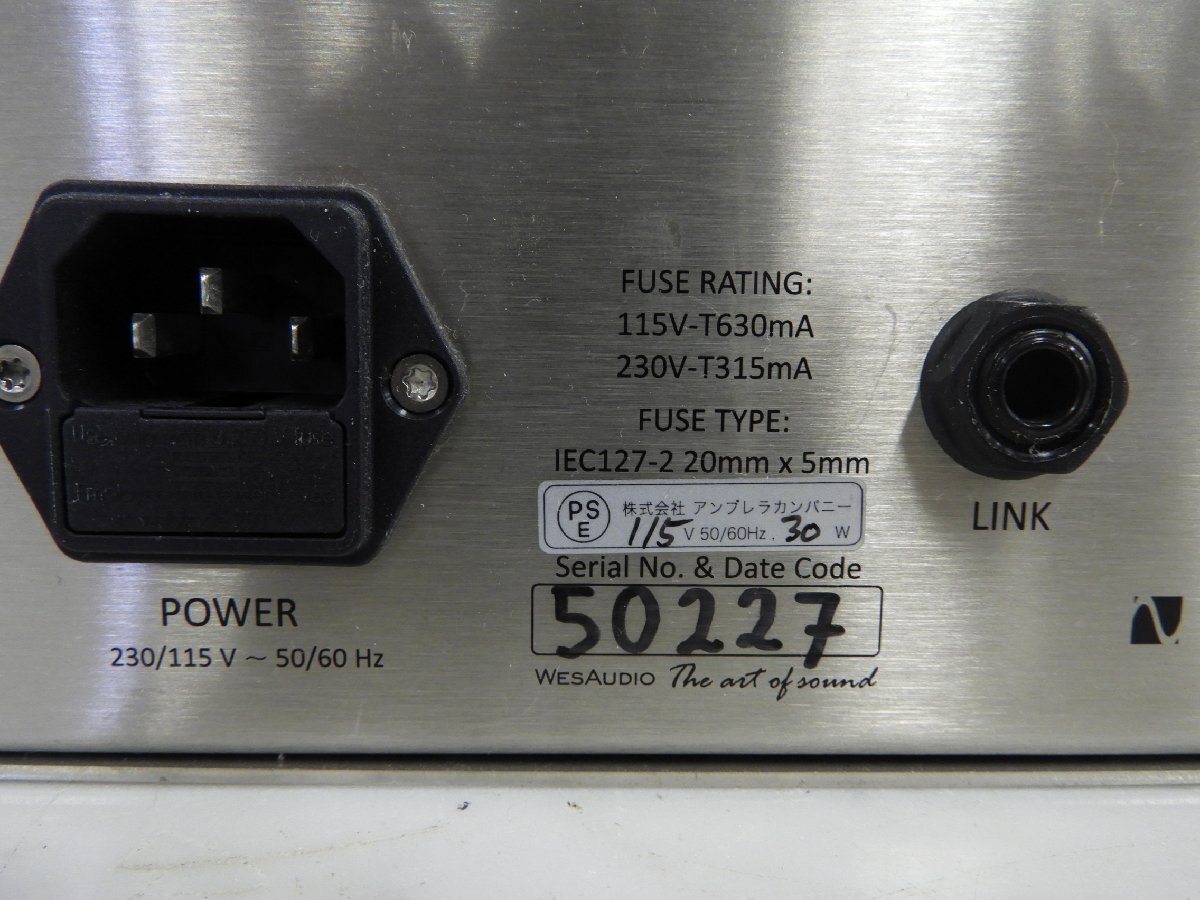 FUSE RATING:
115V-T630mA
230V-T315mA
FUSE TYPE:
IEC127-2 20mm x 5mm
PS
E
株式会社 アンブレラカンパニー
115 V 50/60Hz . 30 W
Serial No. & Date Code
50227
WESAUDIO The art of sound
LINK
POWER
230/115 V ~ 50/60 Hz